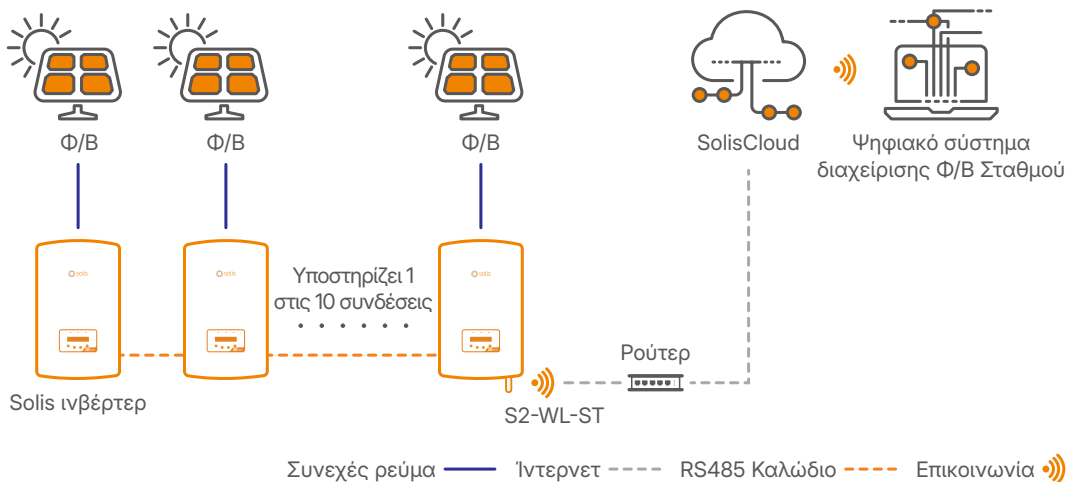 Φ/Β
Φ/Β
Φ/Β
SolisCloud
Ψηφιακό σύστημα
διαχείρισης Φ/Β Σταθμού
solis
solis
solis
Υποστηρίζει 1
στις 10 συνδέσεις
Ρούτερ
Solis ινβέρτερ
S2-WL-ST
Συνεχές ρεύμα
Ίντερνετ
RS485 Καλώδιο
Επικοινωνία